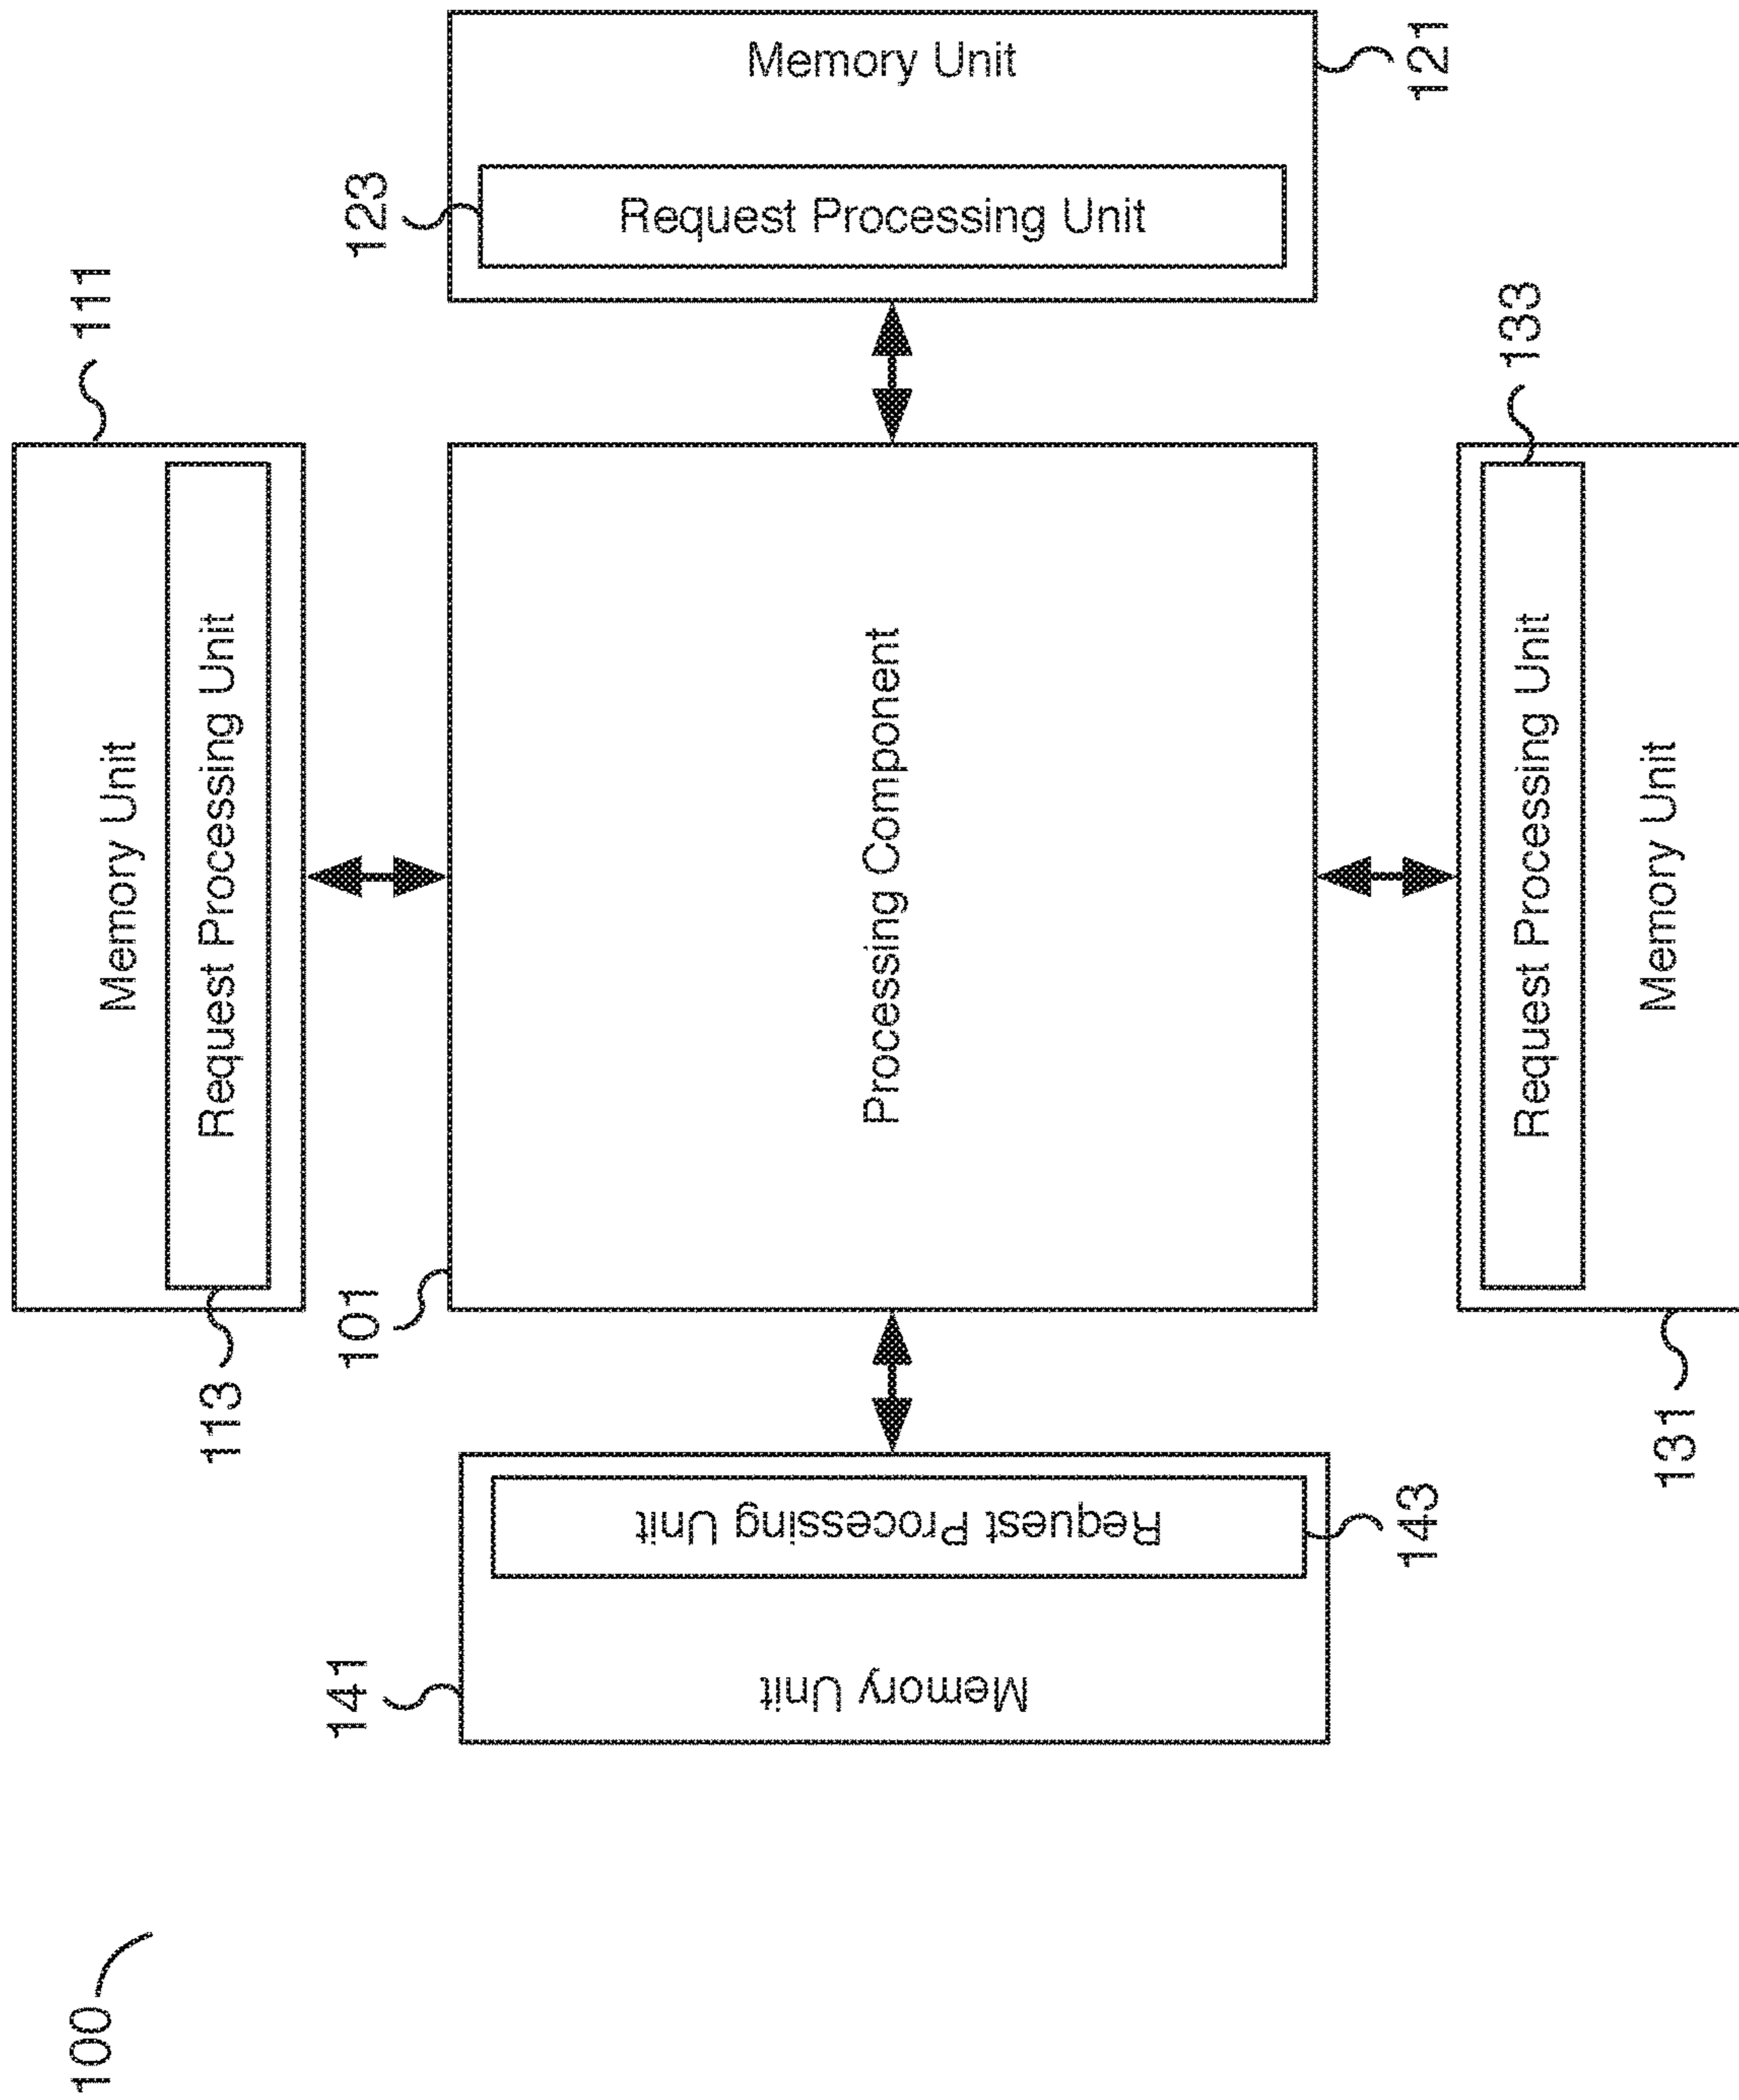 100
111
Memory Unit
Request Processing Unit
113
123
Request Processing Unit
Memory Unit
121
101
Processing Component
141
Memory Unit
Request Processing Unit
143
133
Request Processing Unit
Memory Unit
131